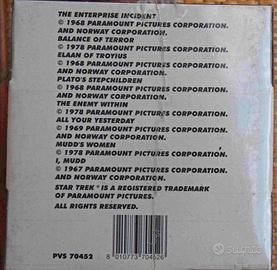 THE ENTERPRISE INCIDENT
© 1968 PARAMOUNT PICTURES CORPORATION.
AND NORWAY CORPORATION.
BALANCE OF TERROR
© 1978 PARAMOUNT PICTURES CORPORATION.
ELAAN OF TROYIUS
© 1968 PARAMOUNT PICTURES CORPORATION.
AND NORWAY CORPORATION.
PLATO'S STEPCHILDREN
© 1968 PARAMOUNT PICTURES CORPORATION.
AND NORWAY CORPORATION.
THE ENEMY WITHIN
© 1978 PARAMOUNT PICTURES CORPORATION.
ALL YOUR YESTERDAY
© 1969 PARAMOUNT PICTURES CORPORATION.
AND NORWAY CORPORATION.
MUDD'S WOMEN
© 1978 PARAMOUNT PICTURES CORPORATION.
I, MUDD
© 1967 PARAMOUNT PICTURES CORPORATION.
AND NORWAY CORPORATION.
STAR TREK® IS A REGISTERED TRADEMARK
OF PARAMOUNT PICTURES.
ALL RIGHTS RESERVED.
PVS 70452
8 010773 704526
subito